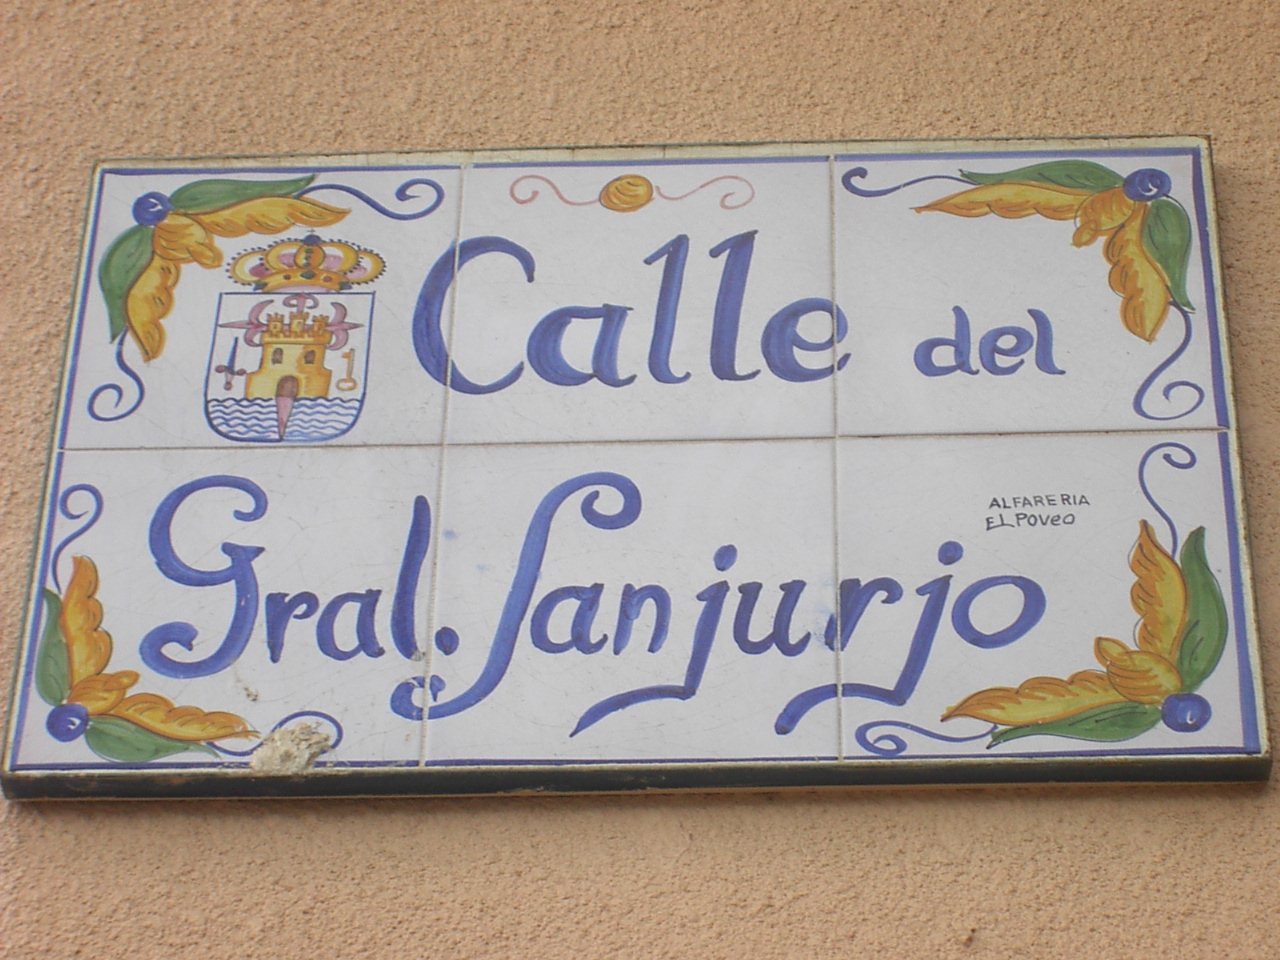 Calle del
Gral. Sanjurjo
ALFARERIA
EL POVEO